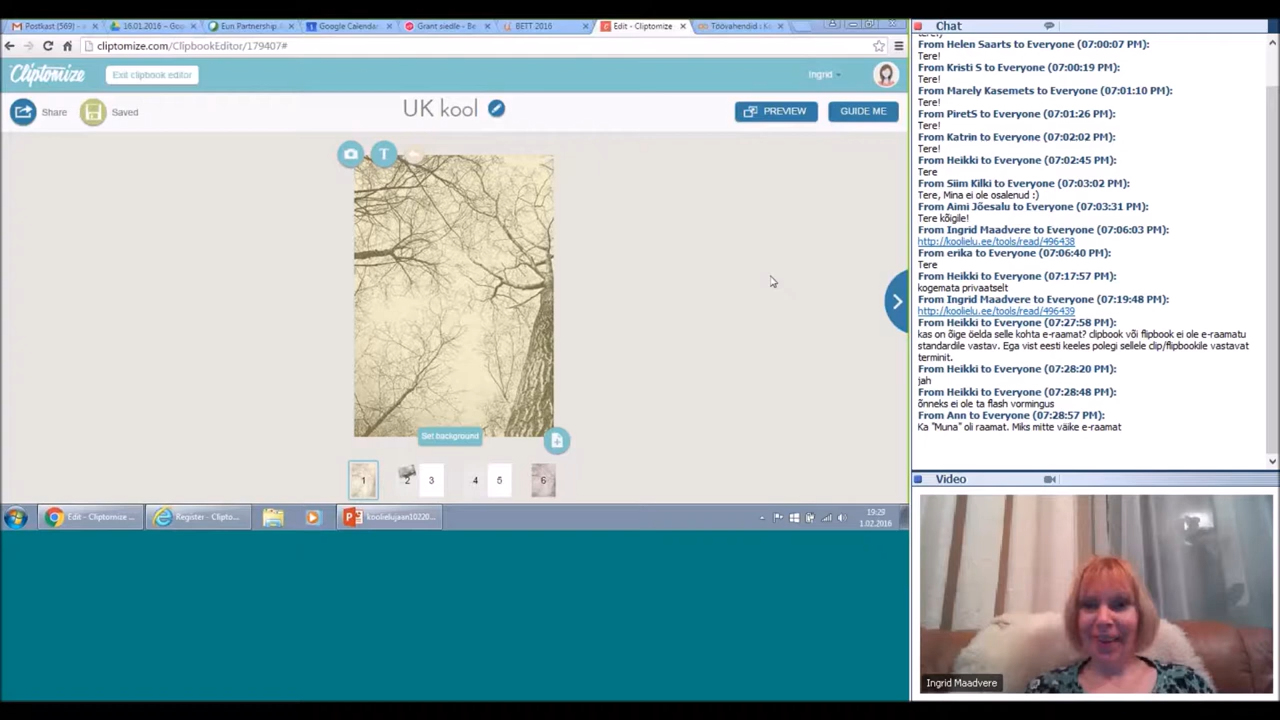 Postkast (569) - 
16.01.2016 – Go
Eun Partnership
Google Calendar
Grant siedle - Be
BETT 2016
Edit - Cliptomize
Töövahendid :
cliptomize.com/ClipbookEditor/179407#
Cliptomize
Exit clipbook editor
Ingrid
Share
Saved
UK kool
PREVIEW
GUIDE ME
Set background
1
2
3
4
5
6
Edit - Cliptomize ...
Register - Clipto...
koolielujaan10220...
19:29
1.02.2016
Chat
From Helen Saarts to Everyone (07:00:07 PM):
Tere!
From Kristi S to Everyone (07:00:19 PM):
Tere!
From Marely Kasemets to Everyone (07:01:10 PM):
Tere!
From PiretS to Everyone (07:01:26 PM):
Tere!
From Katrin to Everyone (07:02:02 PM):
Tere!
From Heikki to Everyone (07:02:45 PM):
Tere
From Siim Kilki to Everyone (07:03:02 PM):
Tere, Mina ei ole osalenud :)
From Aimi Jõesalu to Everyone (07:03:31 PM):
Tere kõigile!
From Ingrid Maadvere to Everyone (07:06:03 PM):
http://koolielu.ee/tools/read/496438
From erika to Everyone (07:06:40 PM):
Tere
From Heikki to Everyone (07:17:57 PM):
kogemata privaatselt
From Ingrid Maadvere to Everyone (07:19:48 PM):
http://koolielu.ee/tools/read/496439
From Heikki to Everyone (07:27:58 PM):
kas on õige öelda selle kohta e-raamat? clipbook või flipbook ei ole e-raamatu
standardile vastav. Ega vist eesti keeles polegi sellele clip/flipbookile vastavat
terminit.
From Heikki to Everyone (07:28:20 PM):
jah
From Heikki to Everyone (07:28:48 PM):
õnneks ei ole ta flash vormingus
From Ann to Everyone (07:28:57 PM):
Ka "Muna" oli raamat. Miks mitte väike e-raamat
Video
Ingrid Maadvere